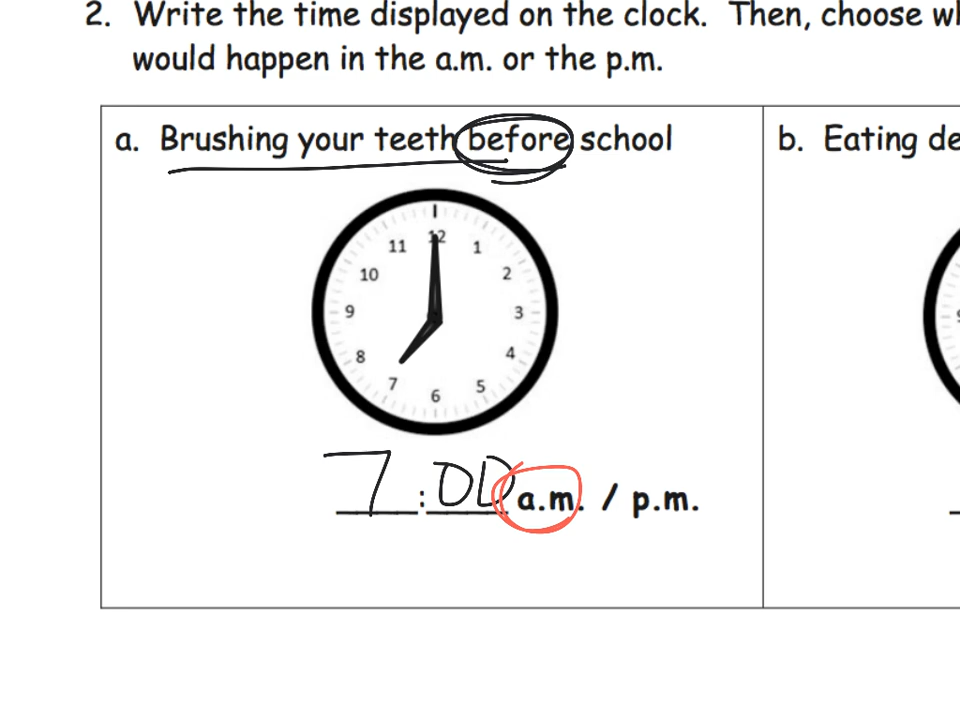 2. Write the time displayed on the clock. Then, choose wh
would happen in the a.m. or the p.m.
a. Brushing your teeth before school
b. Eating de
12
11
1
10
2
9
3
8
4
7
5
6
7:00 a.m. / p.m.